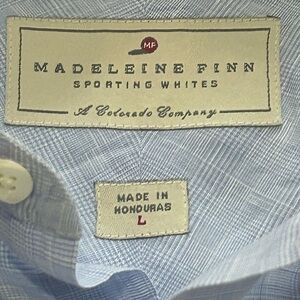 MF
MADELEINE FINN
SPORTING WHITES
A Colorado Company
MADE IN
HONDURAS
L